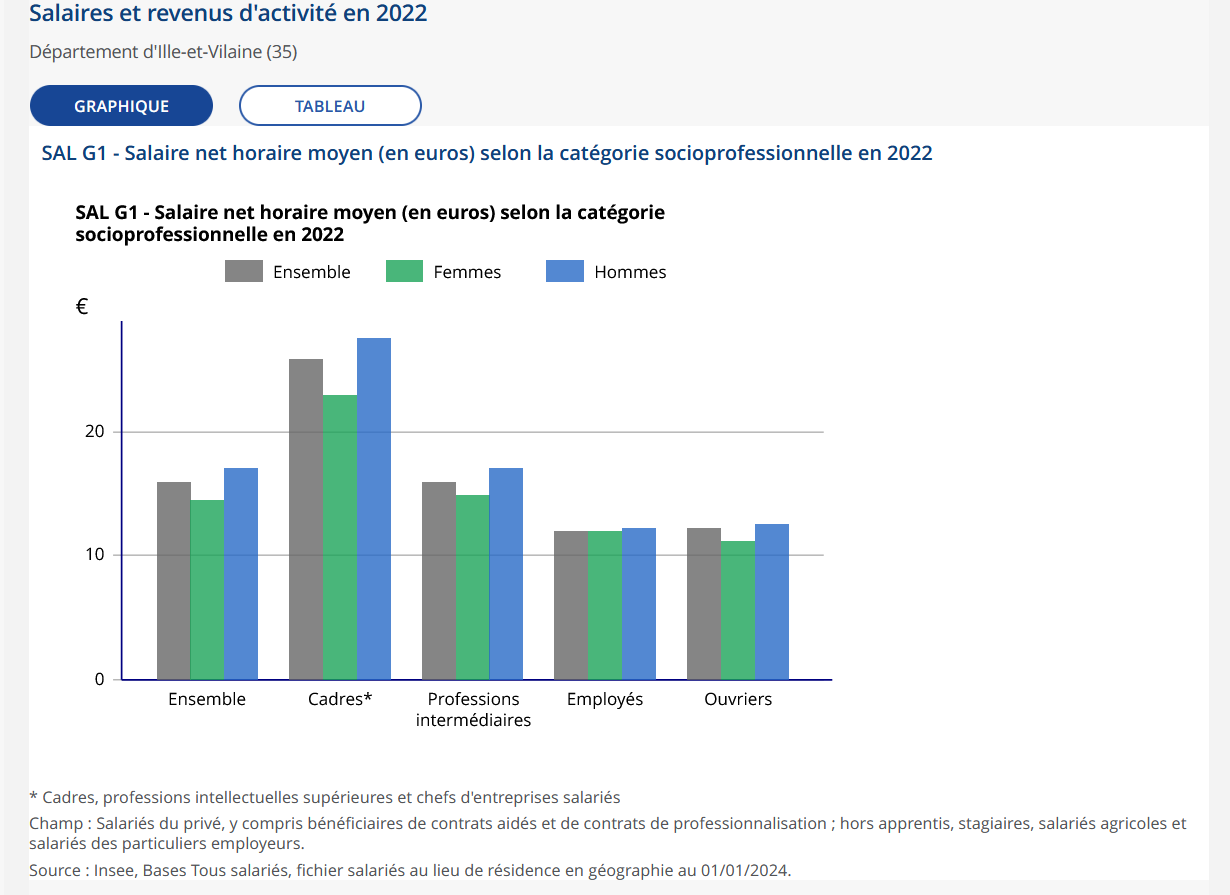 Salaires et revenus d'activité en 2022
Département d'Ille-et-Vilaine (35)
GRAPHIQUE
TABLEAU
SAL G1 - Salaire net horaire moyen (en euros) selon la catégorie socioprofessionnelle en 2022
SAL G1 - Salaire net horaire moyen (en euros) selon la catégorie
socioprofessionnelle en 2022
Ensemble
Femmes
Hommes
€
20
10
0
Ensemble
Cadres*
Professions
intermédiaires
Employés
Ouvriers
* Cadres, professions intellectuelles supérieures et chefs d'entreprises salariés
Champ : Salariés du privé, y compris bénéficiaires de contrats aidés et de contrats de professionnalisation ; hors apprentis, stagiaires, salariés agricoles et
salariés des particuliers employeurs.
Source : Insee, Bases Tous salariés, fichier salariés au lieu de résidence en géographie au 01/01/2024.